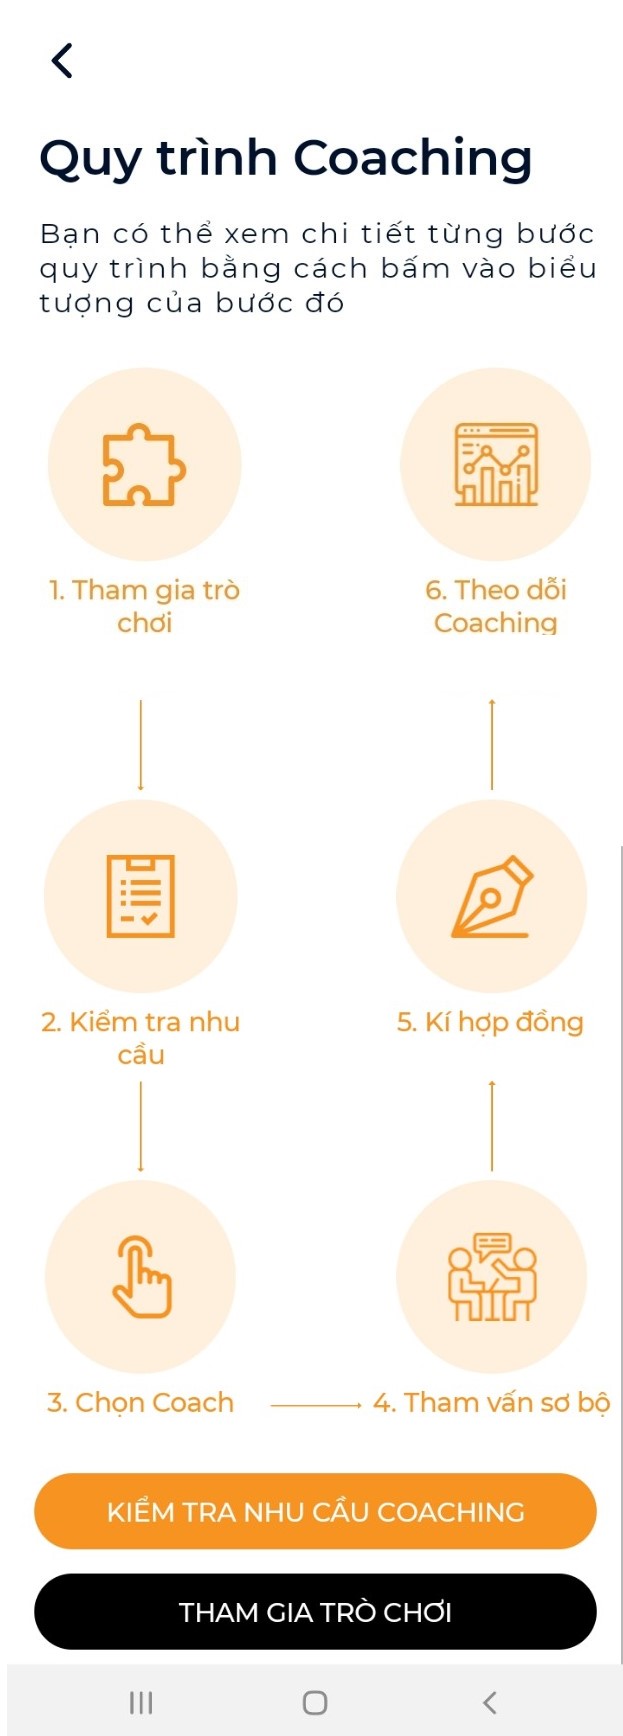 Quy trình Coaching
Bạn có thể xem chi tiết từng bước
quy trình bằng cách bấm vào biểu
tượng của bước đó
1. Tham gia trò
chơi
6. Theo dõi
Coaching
2. Kiểm tra nhu
cầu
5. Kí hợp đồng
3. Chọn Coach
4. Tham vấn sơ bộ
KIỂM TRA NHU CẦU COACHING
THAM GIA TRÒ CHƠI